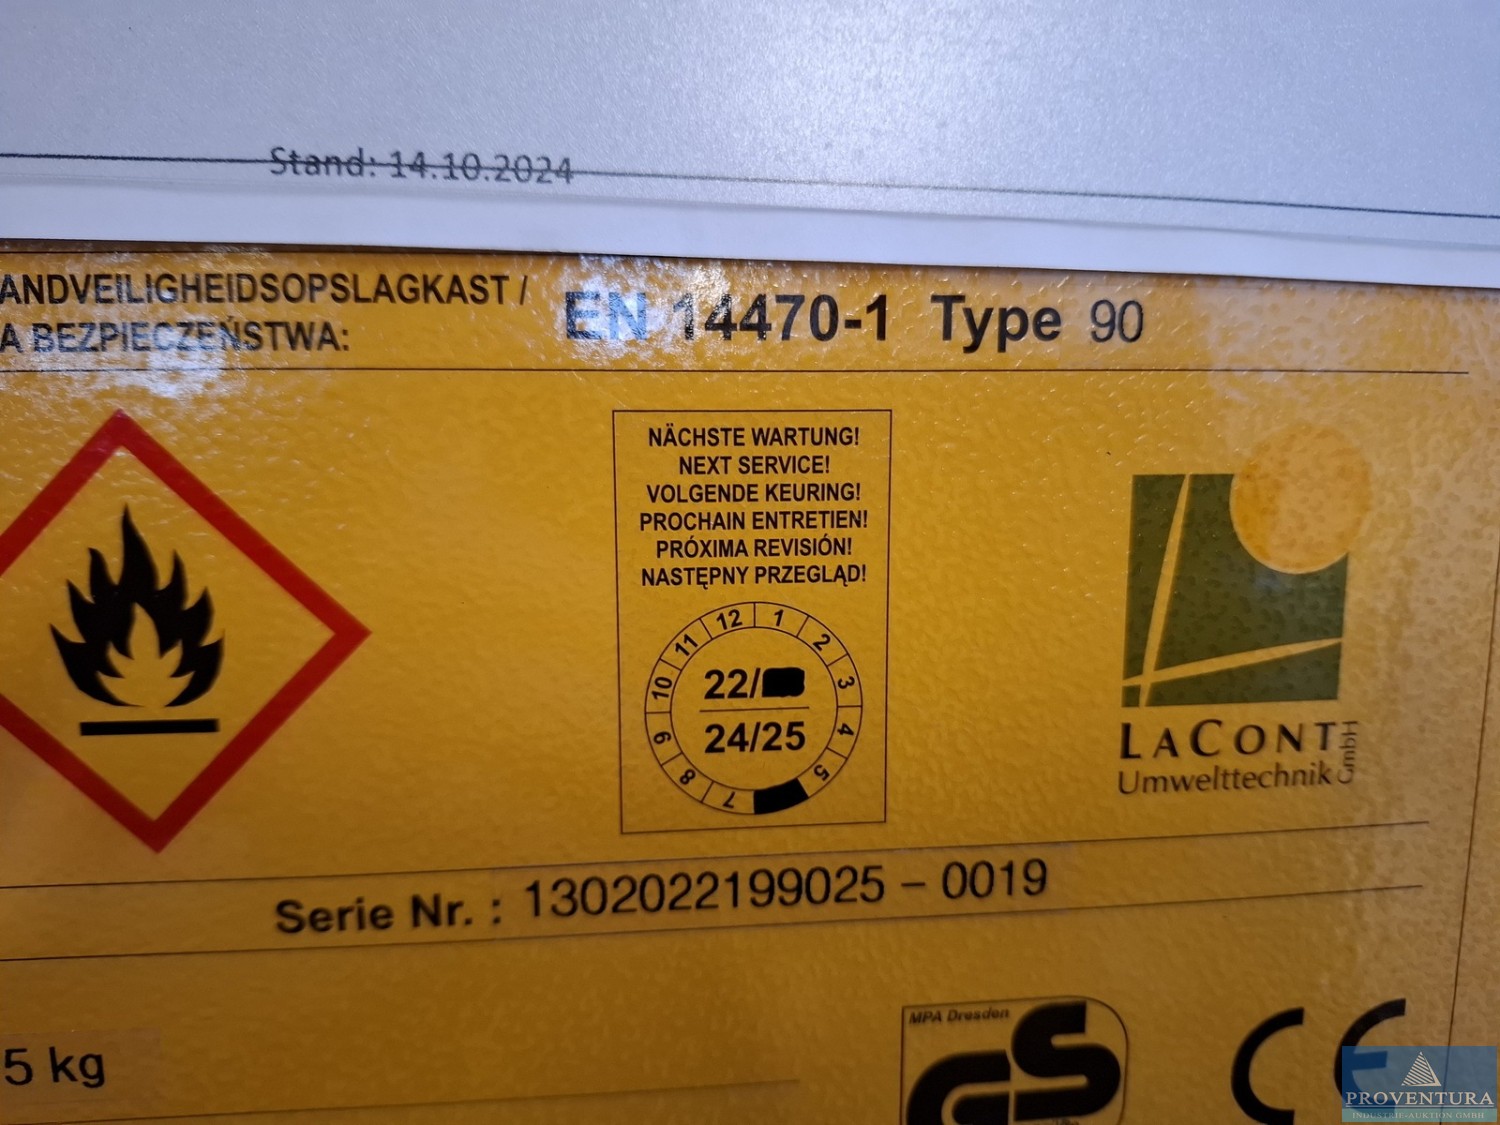 Stand: 14.10.2024
ANDVEILIGHEIDSOPSLAGKAST /
A BEZPIECZEŃSTWA:
EN 14470-1 Type 90
NÄCHSTE WARTUNG!
NEXT SERVICE!
VOLGENDE KEURING!
PROCHAIN ENTRETIEN!
PRÓXIMA REVISIÓN!
NASTĘPNY PRZEGLĄD!
12 1 2 3 4 5 7 8 9 10 11
22/
24/25
LACONT
Umwelttechnik GmbH
Serie Nr. : 1302022199025 – 0019
5 kg
MPA Dresden
GS
CE
PROVENTURA
INDUSTRIE-AUKTION GMBH